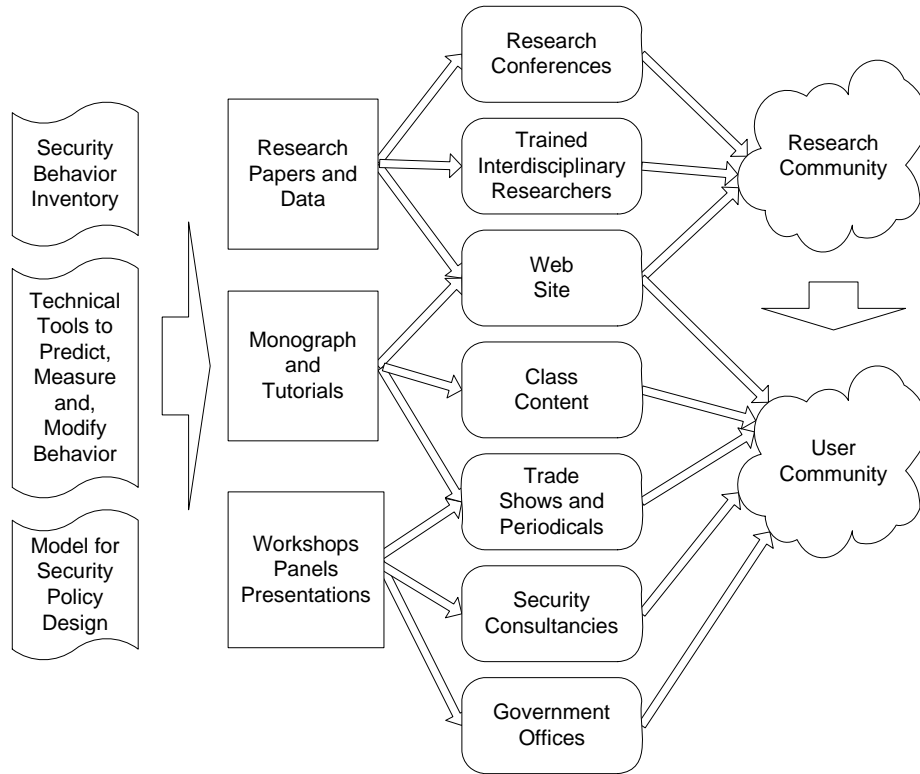 Security
Behavior
Inventory
Technical
Tools to
Predict,
Measure
and,
Modify
Behavior
Model for
Security
Policy
Design
Research
Papers and
Data
Monograph
and
Tutorials
Workshops
Panels
Presentations
Research
Conferences
Trained
Interdisciplinary
Researchers
Web
Site
Class
Content
Trade
Shows and
Periodicals
Security
Consultancies
Government
Offices
Research
Community
User
Community